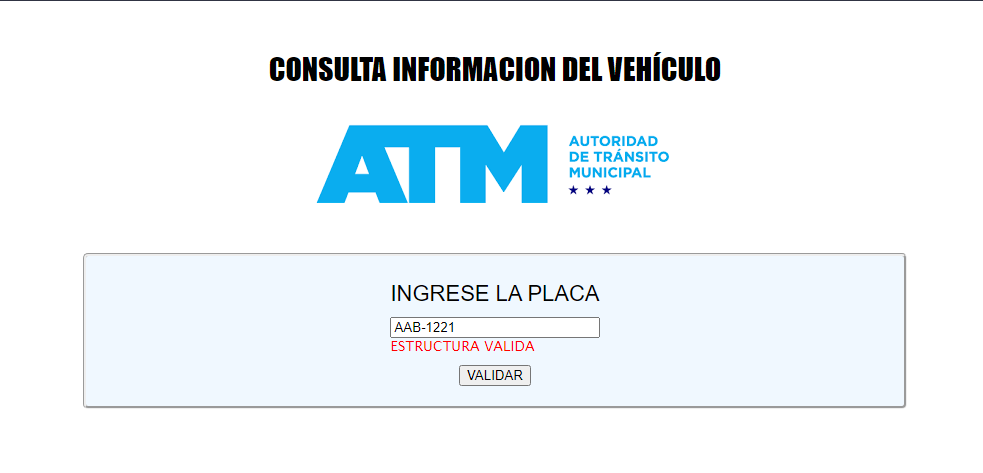 CONSULTA INFORMACION DEL VEHÍCULO
ATM
AUTORIDAD
DE TRÁNSITO
MUNICIPAL
INGRESE LA PLACA
AAB-1221
ESTRUCTURA VALIDA
VALIDAR